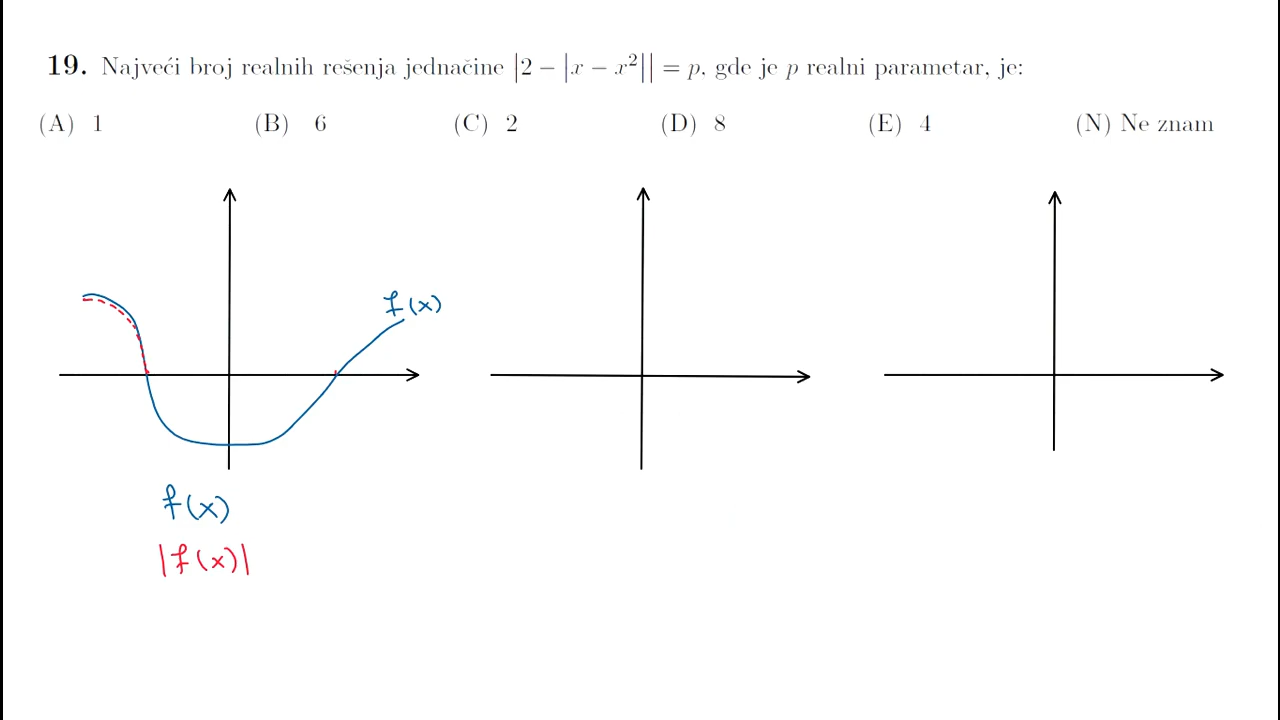 19. Najveći broj realnih rešenja jednačine |2 − |x − x²|| = p, gde je p realni parametar, je:
(A) 1 (B) 6 (C) 2 (D) 8 (E) 4 (N) Ne znam
f(x)
f(x)
|f(x)|